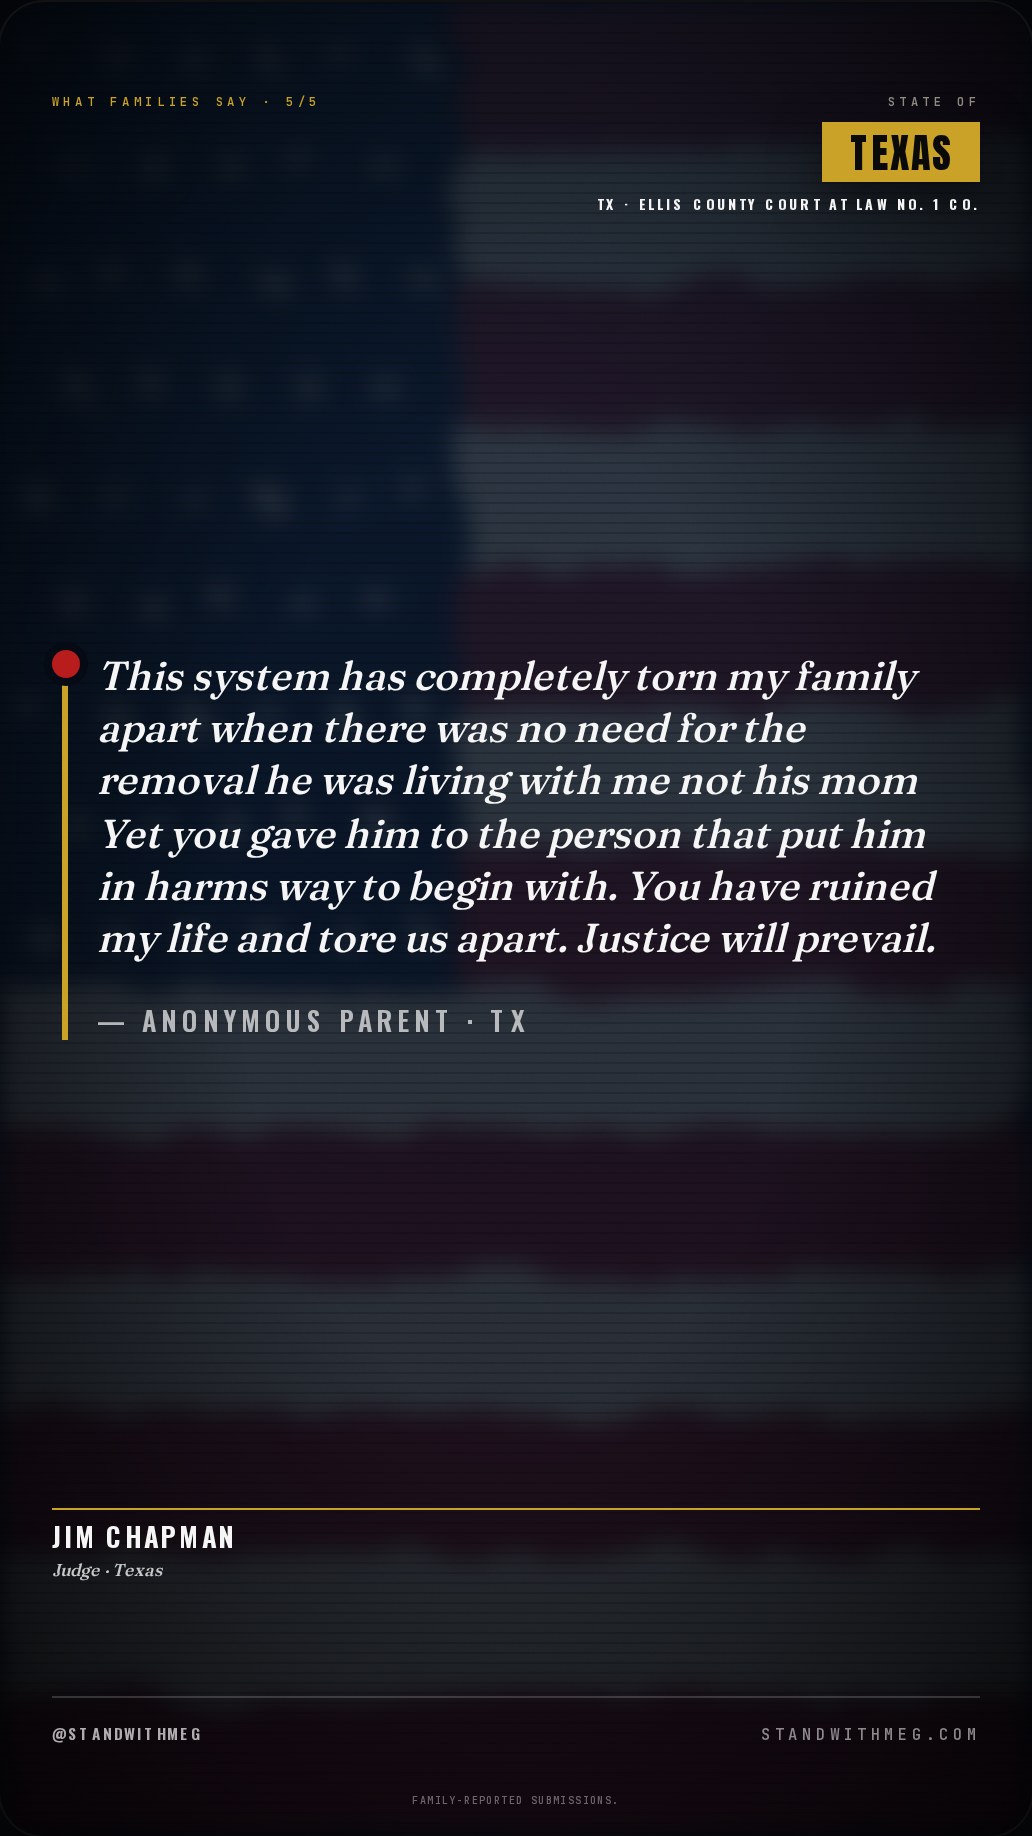 WHAT FAMILIES SAY · 5/5
STATE OF
TEXAS
TX · ELLIS COUNTY COURT AT LAW NO. 1 CO.
This system has completely torn my family
apart when there was no need for the
removal he was living with me not his mom
Yet you gave him to the person that put him
in harms way to begin with. You have ruined
my life and tore us apart. Justice will prevail.
— ANONYMOUS PARENT · TX
JIM CHAPMAN
Judge · Texas
@STANDWITHMEG
STANDWITHMEG.COM
FAMILY-REPORTED SUBMISSIONS.